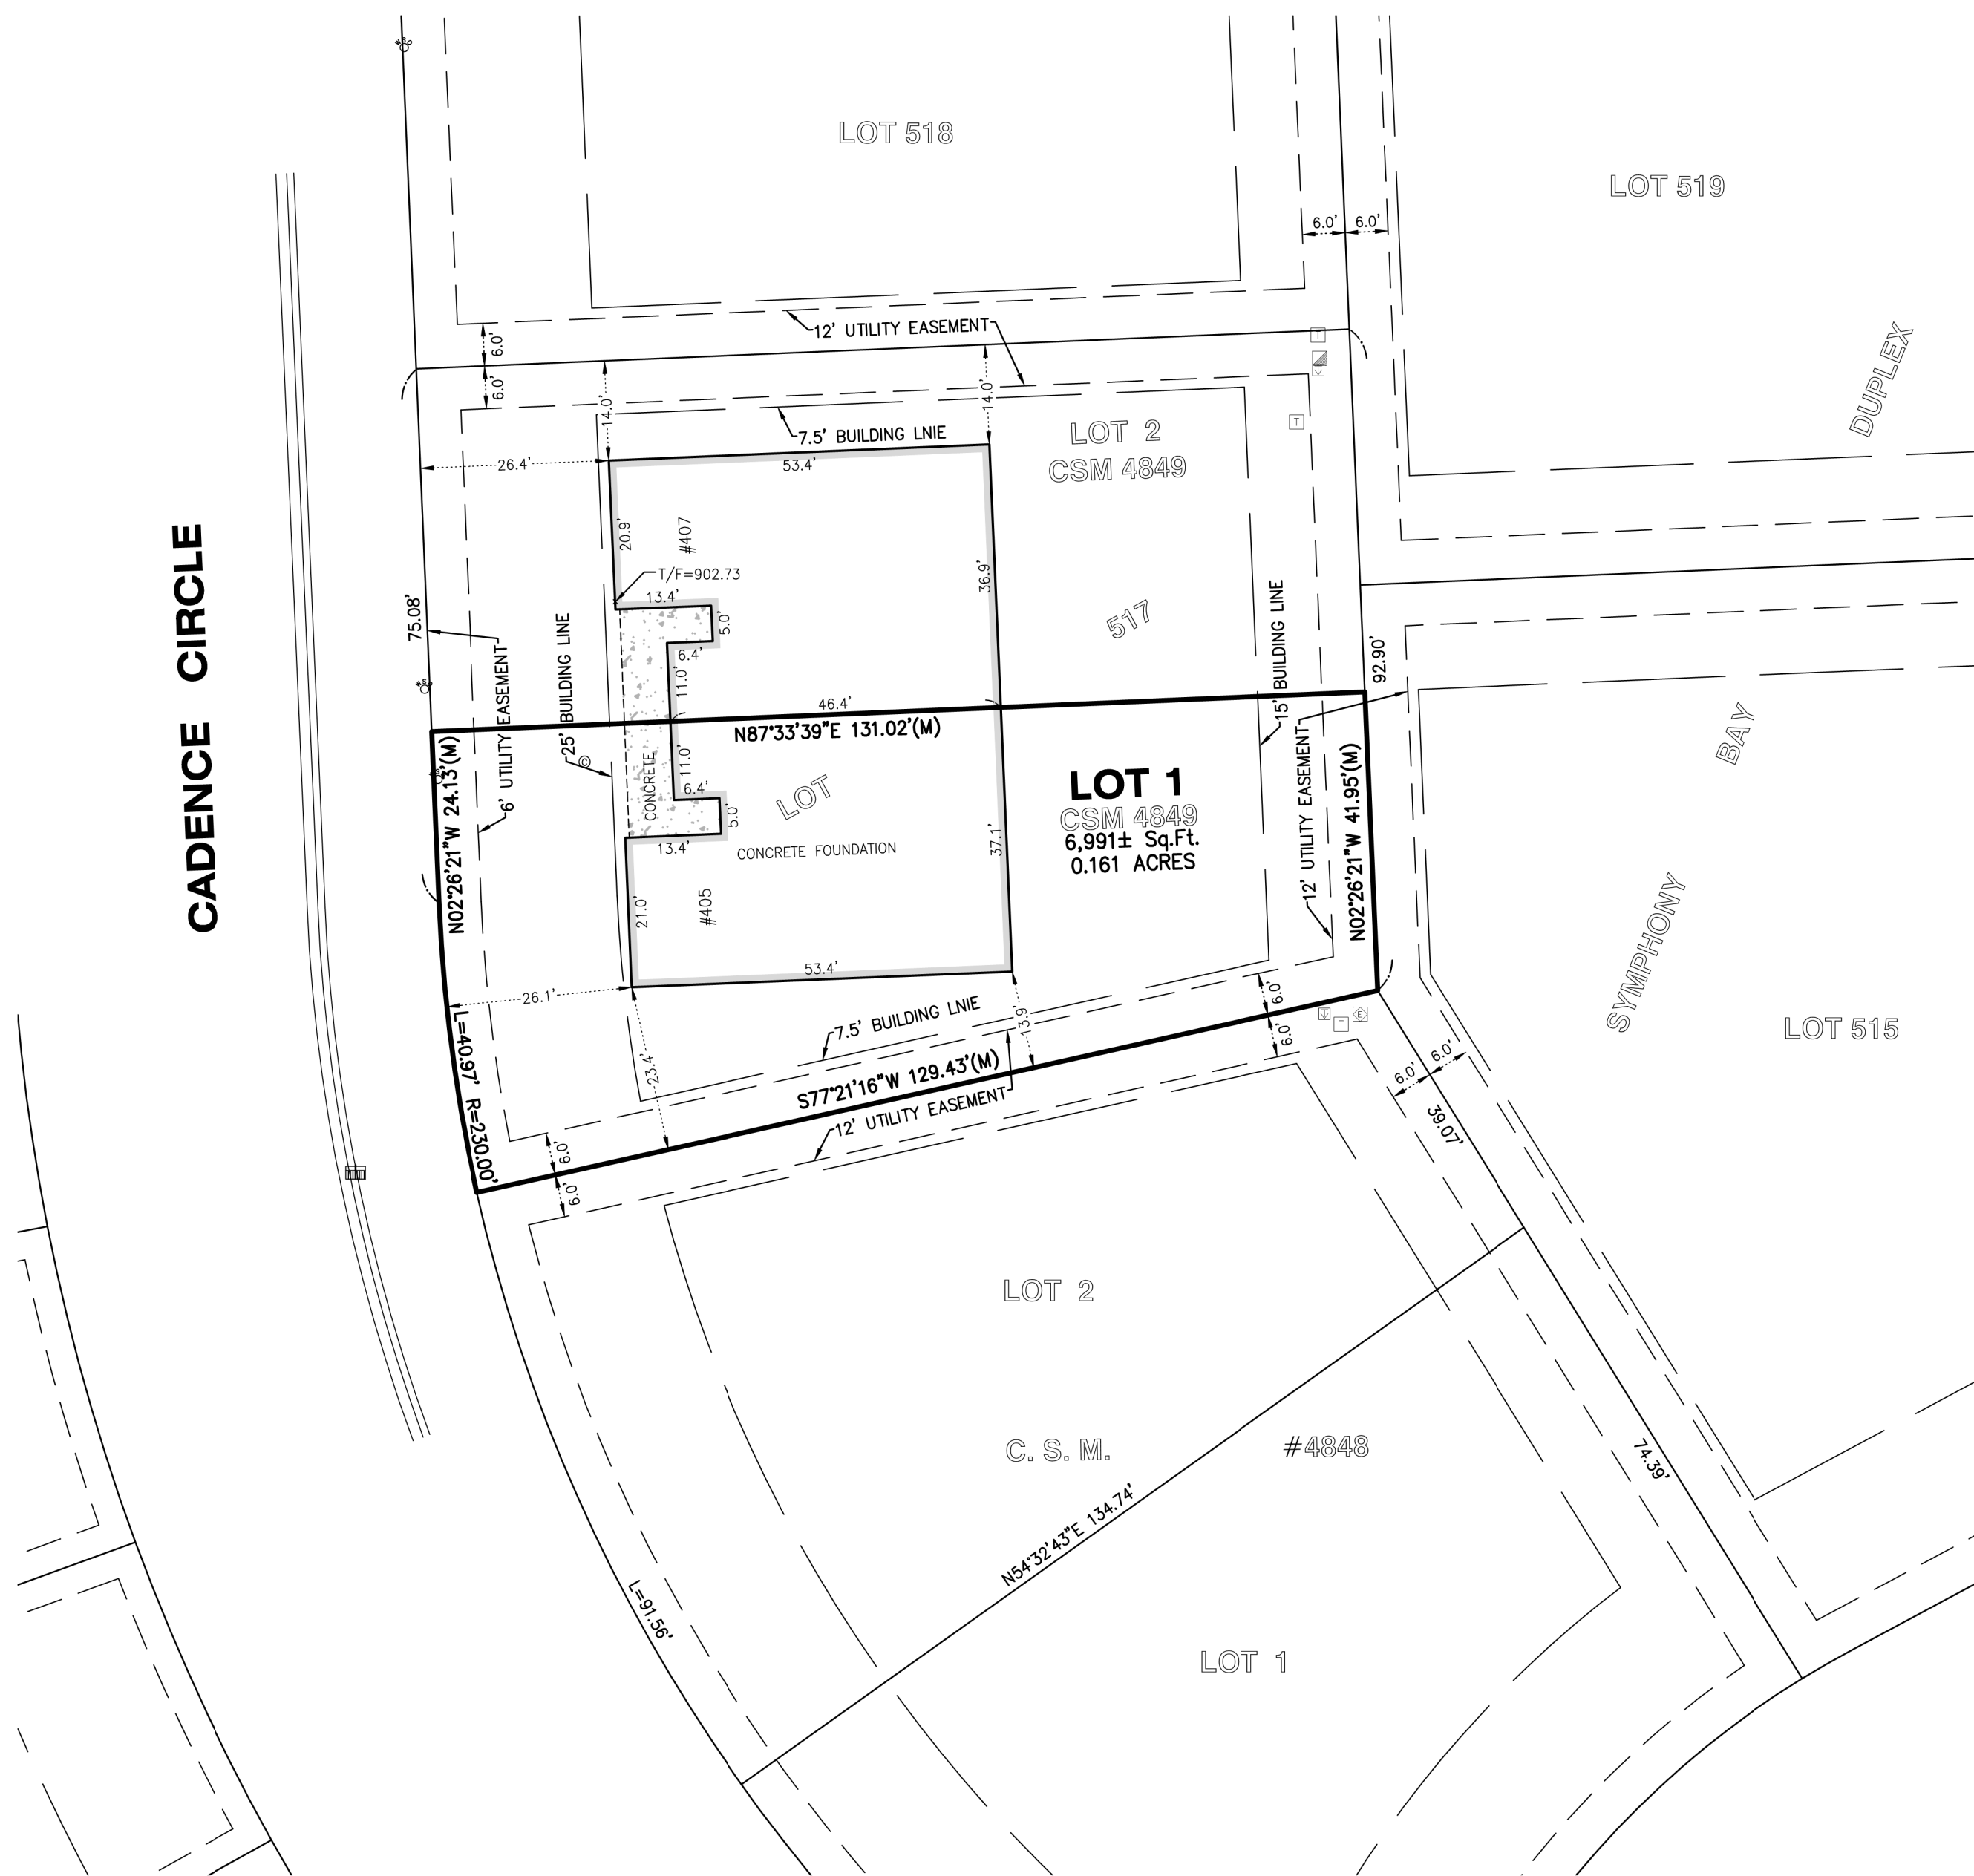 LOT 518
LOT 519
6.0'
6.0'
12' UTILITY EASEMENT
6.0'
6.0'
14.0'
14.0'
7.5' BUILDING LNIE
T
T
DUPLEX
LOT 2
CSM 4849
26.4'
53.4'
20.9'
#407
T/F=902.73
13.4'
5.0'
6.4'
11.0'
36.9'
517
CADENCE CIRCLE
75.08'
6' UTILITY EASEMENT
25' BUILDING LINE
15' BUILDING LINE
92.90'
46.4'
N87°33'39"E 131.02'(M)
N02°26'21"W 24.13'(M)
©
CONCRETE
11.0'
6.4'
5.0'
13.4'
LOT
CONCRETE FOUNDATION
LOT 1
CSM 4849
6,991± Sq.Ft.
0.161 ACRES
37.1'
12' UTILITY EASEMENT
N02°26'21"W 41.95'(M)
BAY
SYMPHONY
LOT 515
21.0'
#405
53.4'
26.1'
7.5' BUILDING LNIE
13.9'
23.4'
6.0'
6.0'
T
E
L=40.97' R=230.00'
S77°21'16"W 129.43'(M)
12' UTILITY EASEMENT
6.0'
6.0'
6.0'
6.0'
39.07'
LOT 2
C. S. M. #4848
74.39'
N54°32'43"E 134.74'
L=91.56'
LOT 1